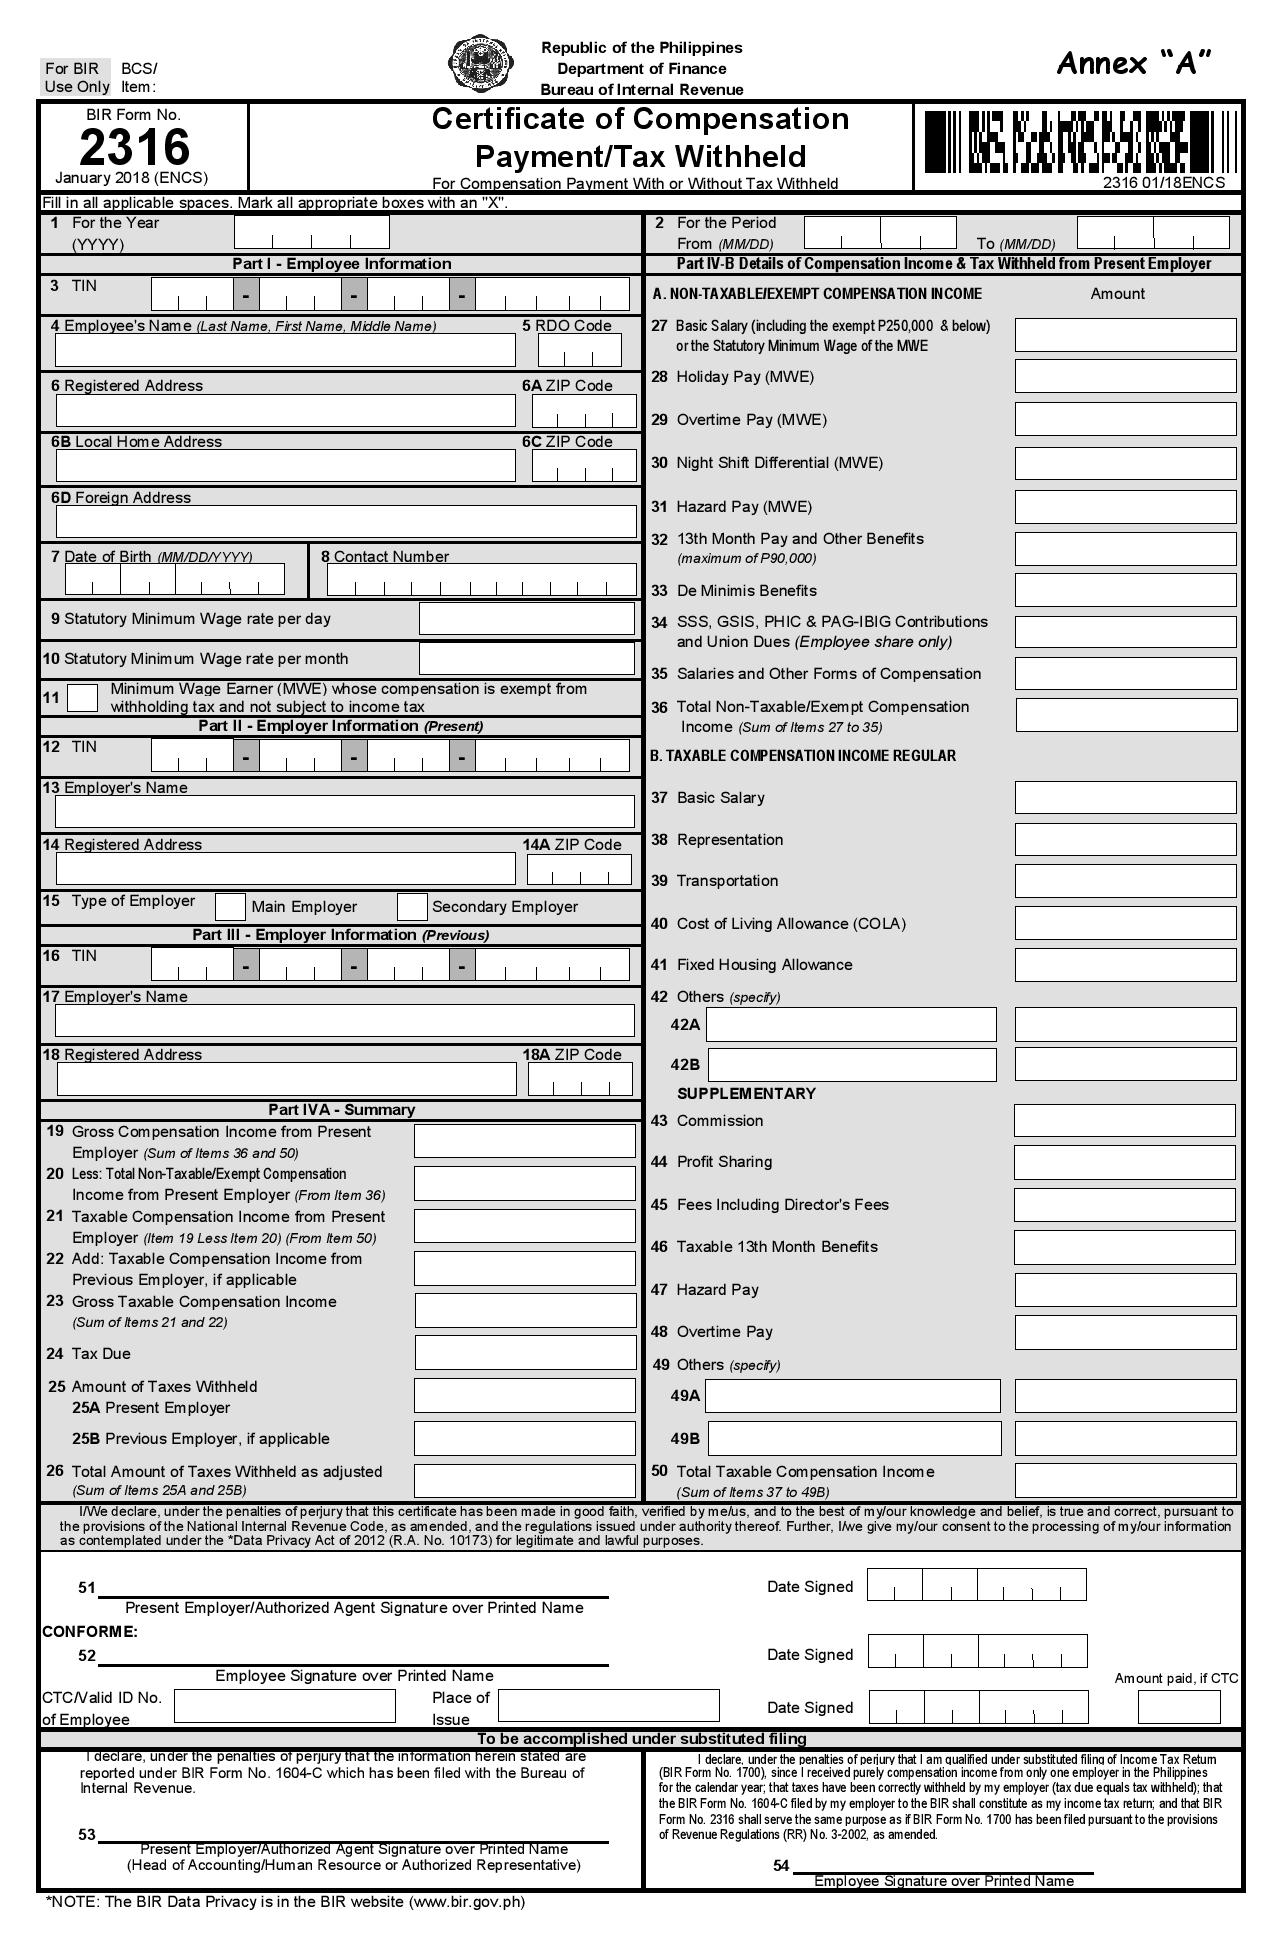 For BIR BCS/
Use Only Item:
Republic of the Philippines
Department of Finance
Bureau of Internal Revenue
Annex “A”
BIR Form No.
2316
January 2018 (ENCS)
Certificate of Compensation
Payment/Tax Withheld
For Compensation Payment With or Without Tax Withheld
2316 01/18ENCS
Fill in all applicable spaces. Mark all appropriate boxes with an "X".
1 For the Year
(YYYY)
2 For the Period
From (MM/DD) To (MM/DD)
Part I - Employee Information
3 TIN - - -
4 Employee's Name (Last Name, First Name, Middle Name) 5 RDO Code
6 Registered Address 6A ZIP Code
6B Local Home Address 6C ZIP Code
6D Foreign Address
7 Date of Birth (MM/DD/YYYY) 8 Contact Number
9 Statutory Minimum Wage rate per day
10 Statutory Minimum Wage rate per month
11 Minimum Wage Earner (MWE) whose compensation is exempt from
withholding tax and not subject to income tax
Part II - Employer Information (Present)
12 TIN - - -
13 Employer's Name
14 Registered Address 14A ZIP Code
15 Type of Employer Main Employer Secondary Employer
Part III - Employer Information (Previous)
16 TIN - - -
17 Employer's Name
18 Registered Address 18A ZIP Code
Part IVA - Summary
19 Gross Compensation Income from Present
Employer (Sum of Items 36 and 50)
20 Less: Total Non-Taxable/Exempt Compensation
Income from Present Employer (From Item 36)
21 Taxable Compensation Income from Present
Employer (Item 19 Less Item 20) (From Item 50)
22 Add: Taxable Compensation Income from
Previous Employer, if applicable
23 Gross Taxable Compensation Income
(Sum of Items 21 and 22)
24 Tax Due
25 Amount of Taxes Withheld
25A Present Employer
25B Previous Employer, if applicable
26 Total Amount of Taxes Withheld as adjusted
(Sum of Items 25A and 25B)
Part IV-B Details of Compensation Income & Tax Withheld from Present Employer
A. NON-TAXABLE/EXEMPT COMPENSATION INCOME Amount
27 Basic Salary (including the exempt P250,000 & below)
or the Statutory Minimum Wage of the MWE
28 Holiday Pay (MWE)
29 Overtime Pay (MWE)
30 Night Shift Differential (MWE)
31 Hazard Pay (MWE)
32 13th Month Pay and Other Benefits
(maximum of P90,000)
33 De Minimis Benefits
34 SSS, GSIS, PHIC & PAG-IBIG Contributions
and Union Dues (Employee share only)
35 Salaries and Other Forms of Compensation
36 Total Non-Taxable/Exempt Compensation
Income (Sum of Items 27 to 35)
B. TAXABLE COMPENSATION INCOME REGULAR
37 Basic Salary
38 Representation
39 Transportation
40 Cost of Living Allowance (COLA)
41 Fixed Housing Allowance
42 Others (specify)
42A
42B
SUPPLEMENTARY
43 Commission
44 Profit Sharing
45 Fees Including Director's Fees
46 Taxable 13th Month Benefits
47 Hazard Pay
48 Overtime Pay
49 Others (specify)
49A
49B
50 Total Taxable Compensation Income
(Sum of Items 37 to 49B)
I/We declare, under the penalties of perjury that this certificate has been made in good faith, verified by me/us, and to the best of my/our knowledge and belief, is true and correct, pursuant to
the provisions of the National Internal Revenue Code, as amended, and the regulations issued under authority thereof. Further, I/we give my/our consent to the processing of my/our information
as contemplated under the *Data Privacy Act of 2012 (R.A. No. 10173) for legitimate and lawful purposes.
51 Date Signed
Present Employer/Authorized Agent Signature over Printed Name
CONFORME:
52 Date Signed
Employee Signature over Printed Name
Amount paid, if CTC
CTC/Valid ID No. Place of Date Signed
of Employee Issue
To be accomplished under substituted filing
I declare, under the penalties of perjury that the information herein stated are
reported under BIR Form No. 1604-C which has been filed with the Bureau of
Internal Revenue.
53
Present Employer/Authorized Agent Signature over Printed Name
(Head of Accounting/Human Resource or Authorized Representative)
I declare, under the penalties of perjury that I am qualified under substituted filing of Income Tax Return
(BIR Form No. 1700), since I received purely compensation income from only one employer in the Philippines
for the calendar year; that taxes have been correctly withheld by my employer (tax due equals tax withheld); that
the BIR Form No. 1604-C filed by my employer to the BIR shall constitute as my income tax return; and that BIR
Form No. 2316 shall serve the same purpose as if BIR Form No. 1700 has been filed pursuant to the provisions
of Revenue Regulations (RR) No. 3-2002, as amended.
54
Employee Signature over Printed Name
*NOTE: The BIR Data Privacy is in the BIR website (www.bir.gov.ph)